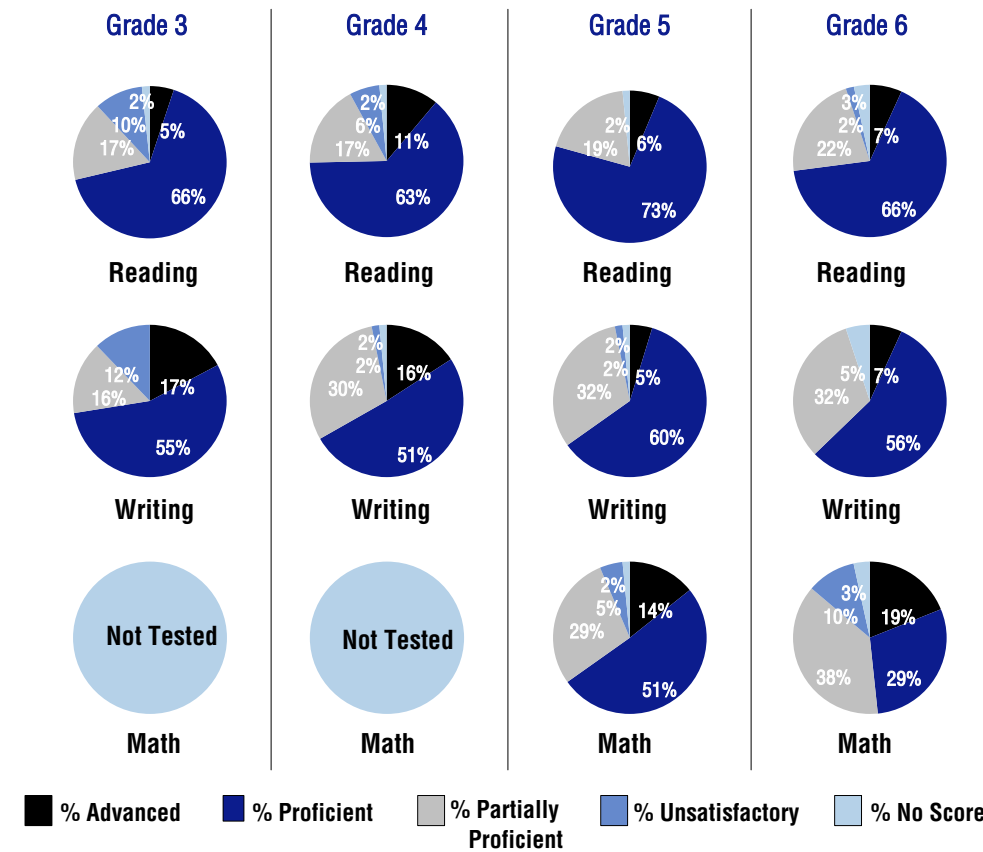 Grade 3
Grade 4
Grade 5
Grade 6
2%
10%
5%
17%
66%
Reading
2%
6%
11%
17%
63%
Reading
2%
6%
19%
73%
Reading
3%
2%
7%
22%
66%
Reading
12%
17%
16%
55%
Writing
2%
2%
16%
30%
51%
Writing
2%
2%
5%
32%
60%
Writing
5%
7%
32%
56%
Writing
Not Tested
Math
Not Tested
Math
2%
5%
14%
29%
51%
Math
3%
10%
19%
38%
29%
Math
% Advanced
% Proficient
% Partially
Proficient
% Unsatisfactory
% No Score